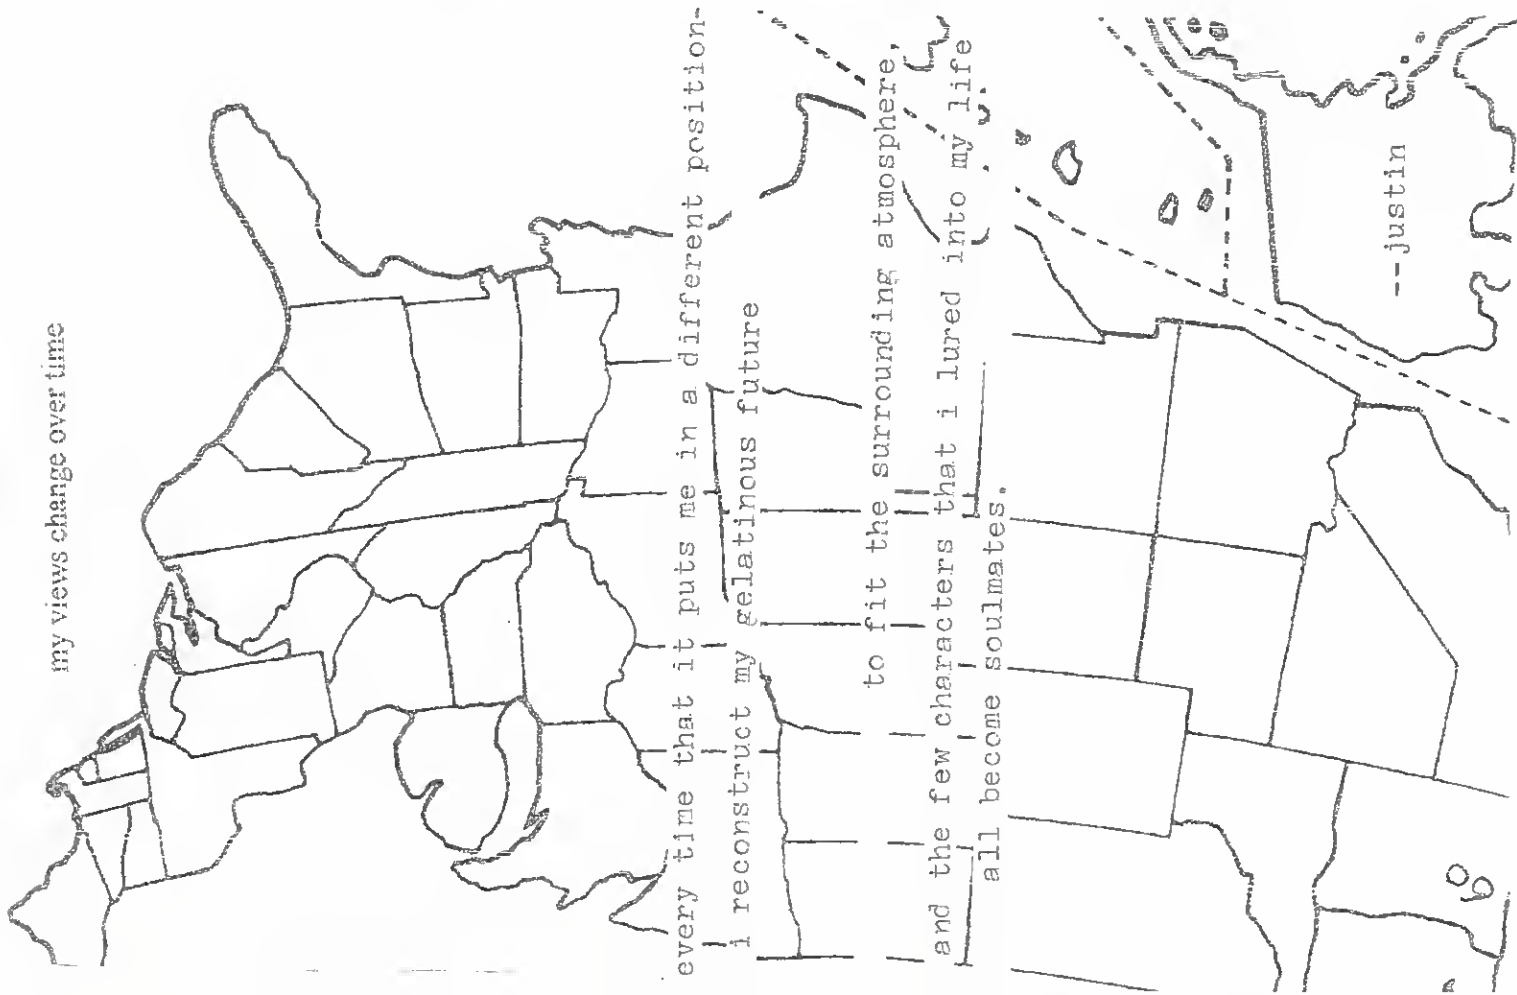 my views change over time
every time that it puts me in a different position-
i reconstruct my gelatinous future
to fit the surrounding atmosphere,
and the few characters that i lured into my life
all become soulmates.
--justin